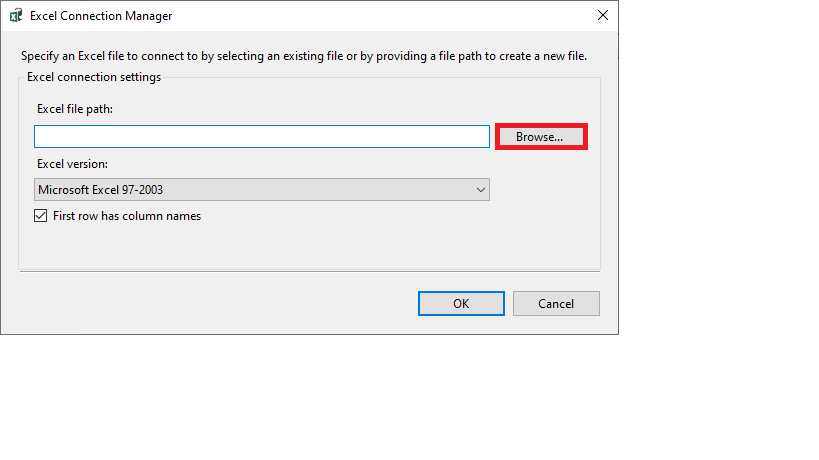 Excel Connection Manager
Specify an Excel file to connect to by selecting an existing file or by providing a file path to create a new file.
Excel connection settings
Excel file path:
Browse...
Excel version:
Microsoft Excel 97-2003
First row has column names
OK Cancel